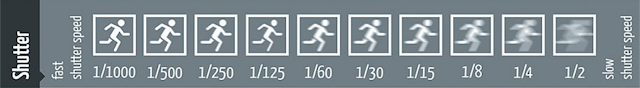 Shutter
fast
shutter speed
1/1000 1/500 1/250 1/125 1/60 1/30 1/15 1/8 1/4 1/2
slow
shutter speed